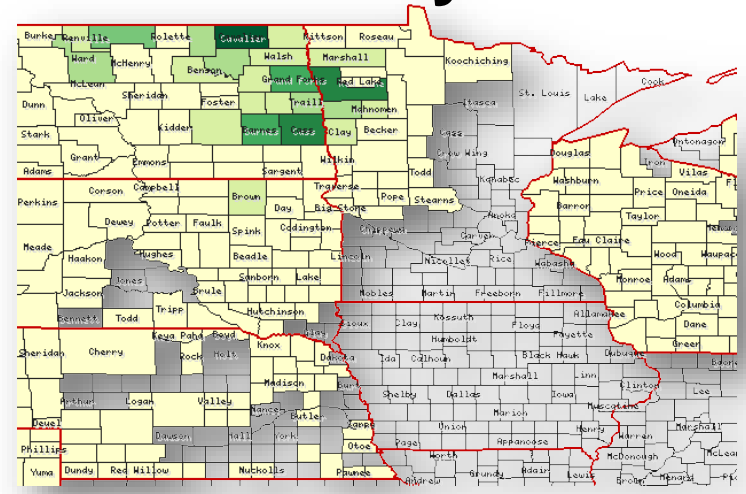 Burke Renville Rolette Cavalier Kittson Roseau
Ward McHenry Benson Walsh Marshall Koochiching
McLean Grand Forks Red Lake St. Louis Lake Cook
Dunn Sheridan Foster Traill Mahnomen Itasca
Stark Oliver Kidder Barnes Cass Clay Becker Cass Crow Wing
Adams Grant Emmons Sargent Wilkin Todd Kanabec Douglas Iron Vilas
Perkins Corson Campbell Brown Day Traverse Big Stone Pope Stearns Anoka Washburn Price Oneida
Dewey Potter Faulk Spink Codington Chippewa Carver Pierce Barron Taylor
Meade Haakon Hughes Beadle Lincoln Nicollet Rice Wabasha Eau Claire Wood Waupaca
Jones Sanborn Lake Monroe Adams
Jackson Brule Nobles Martin Freeborn Fillmore Columbia
Bennett Todd Tripp Hutchinson Clay Sioux Clay Kossuth Floyd Allamakee Dane
Sheridan Cherry Keya Paha Boyd Knox Humboldt Fayette Green
Rock Holt Dakota Ida Calhoun Black Hawk Dubuque
Arthur Logan Valley Madison Burt Marshall Linn Clinton Lee
Deuel Nance Butler Shelby Dallas Iowa Muscatine
Phillips Dawson Hall York Otoe Marion Union Henry Warren Marshall
Yuma Dundy Red Willow Nuckolls Pawnee Page Appanoose McDonough
Worth Grundy Adair Lewis Menard